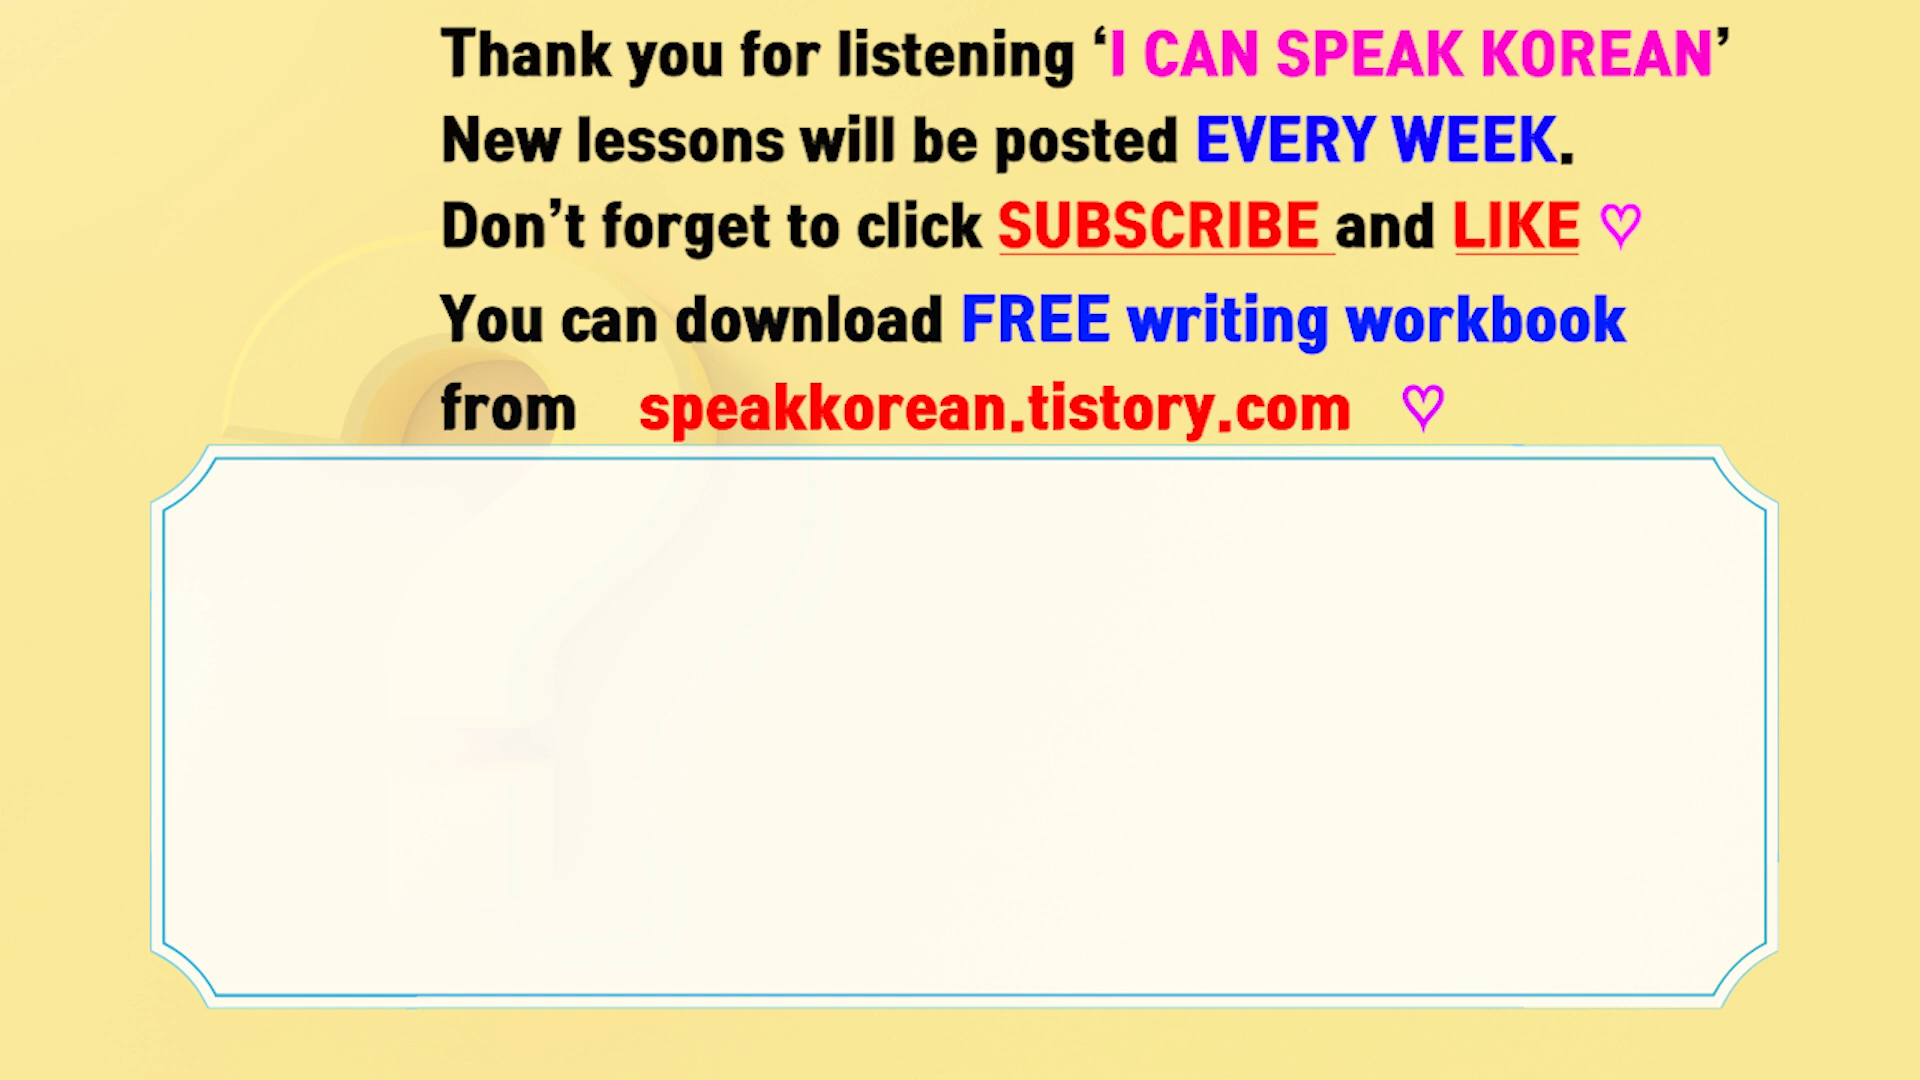 Thank you for listening ‘I CAN SPEAK KOREAN’
New lessons will be posted EVERY WEEK.
Don’t forget to click SUBSCRIBE and LIKE ♡
You can download FREE writing workbook
from speakkorean.tistory.com ♡